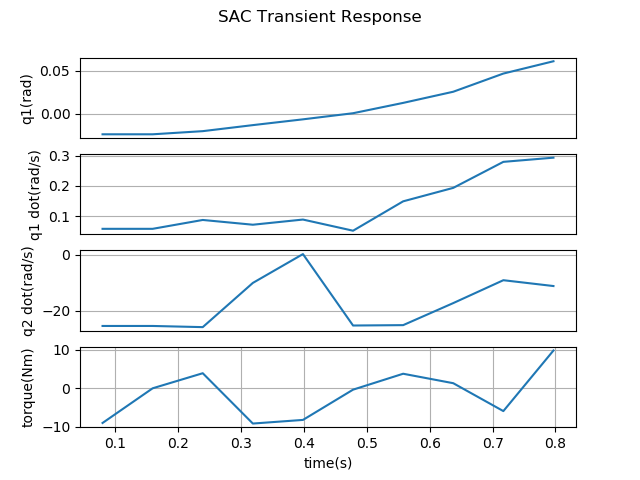 SAC Transient Response
q1(rad)
0.05
0.00
q1 dot(rad/s)
0.3
0.2
0.1
q2 dot(rad/s)
0
−20
torque(Nm)
10
0
−10
0.1 0.2 0.3 0.4 0.5 0.6 0.7 0.8
time(s)